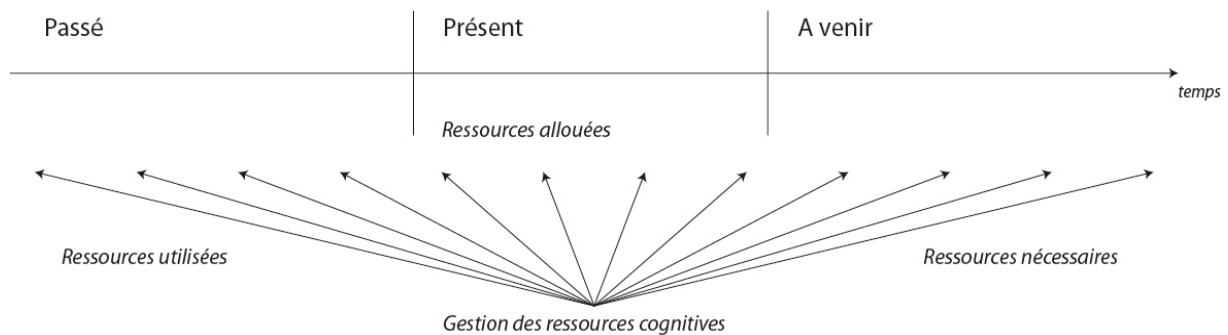 Passé
Présent
A venir
temps
Ressources allouées
Ressources utilisées
Ressources nécessaires
Gestion des ressources cognitives